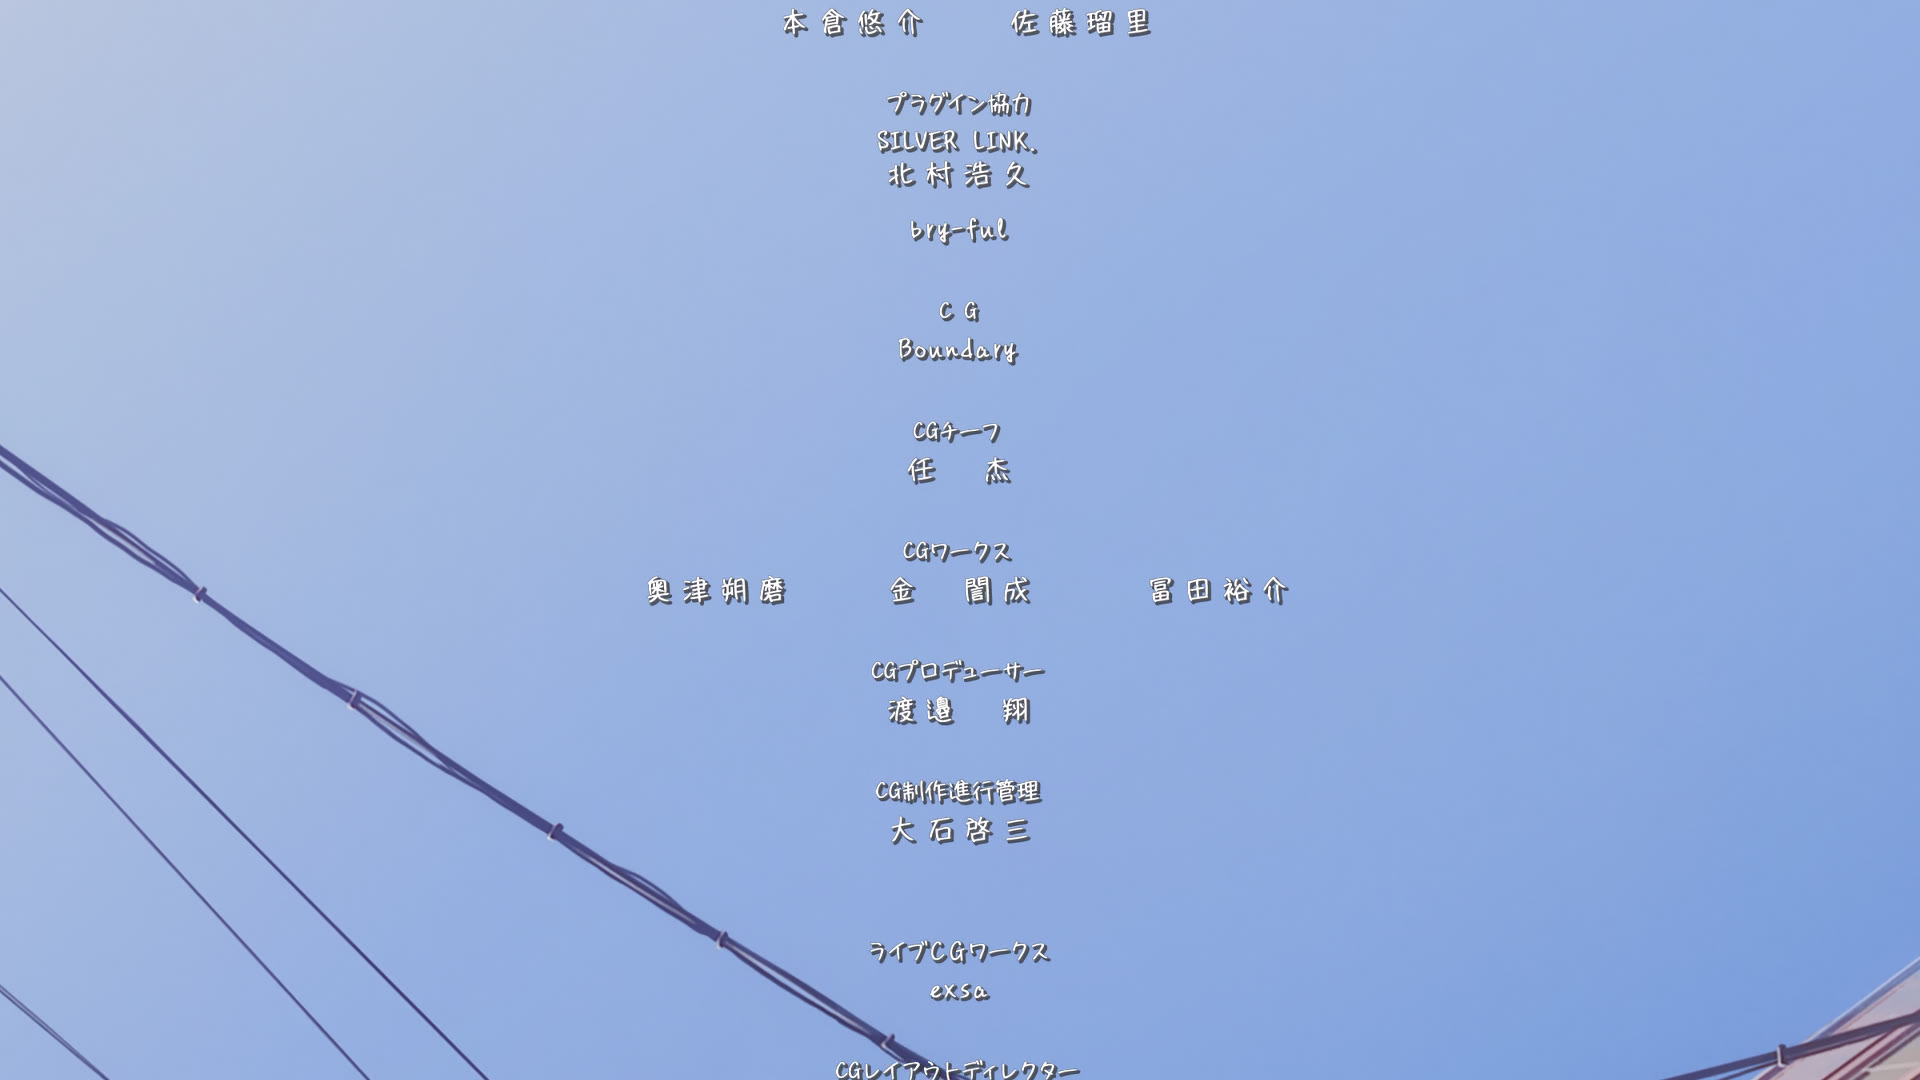 本倉悠介　佐藤瑠里
プラグイン協力
SILVER LINK.
北村浩久
bry-ful
CG
Boundary
CGチーフ
任　杰
CGワークス
奥津朔磨　金　誾成　冨田裕介
CGプロデューサー
渡邉　翔
CG制作進行管理
大石啓三
ライブCGワークス
exsa
CGレイアウトディレクター